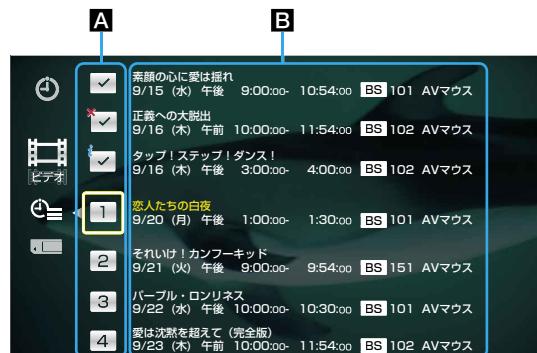 A B
素顔の心に愛は揺れ
9/15 (水) 午後 9:00:00- 10:54:00 BS 101 AVマウス
正義への大脱出
9/16 (木) 午前 10:00:00- 11:54:00 BS 102 AVマウス
タップ!ステップ!ダンス!
9/16 (木) 午後 3:00:00- 4:00:00 BS 102 AVマウス
ビデオ
1 恋人たちの白夜
9/20 (月) 午後 1:00:00- 1:30:00 BS 101 AVマウス
2 それいけ!カンフーキッド
9/21 (火) 午後 9:00:00- 9:54:00 BS 151 AVマウス
3 パープル・ロンリネス
9/22 (水) 午後 10:00:00- 10:30:00 BS 101 AVマウス
4 愛は沈黙を超えて(完全版)
9/23 (木) 午前 10:00:00- 11:54:00 BS 102 AVマウス